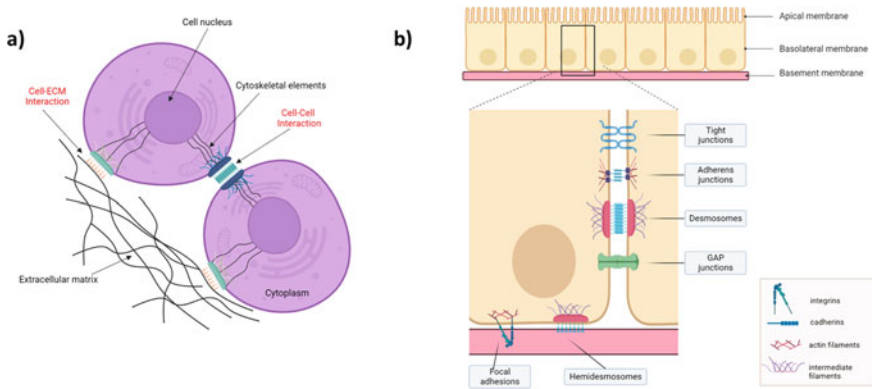 a)
Cell nucleus
Cytoskeletal elements
Cell-ECM
Interaction
Cell-Cell
Interaction
Extracellular matrix
Cytoplasm
b)
Apical membrane
Basolateral membrane
Basement membrane
Tight
junctions
Adherens
junctions
Desmosomes
GAP
junctions
Focal
adhesions
Hemidesmosomes
integrins
cadherins
actin filaments
intermediate
filaments